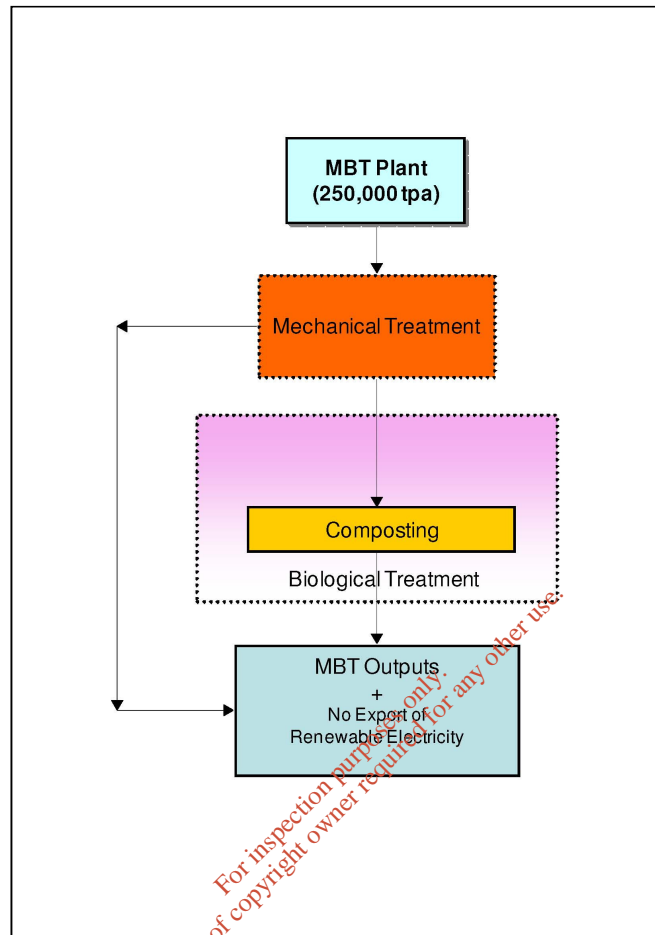 MBT Plant
(250,000 tpa)
Mechanical Treatment
Composting
Biological Treatment
MBT Outputs
+
No Export of
Renewable Electricity
For inspection purposes only.
of copyright owner required for any other use.